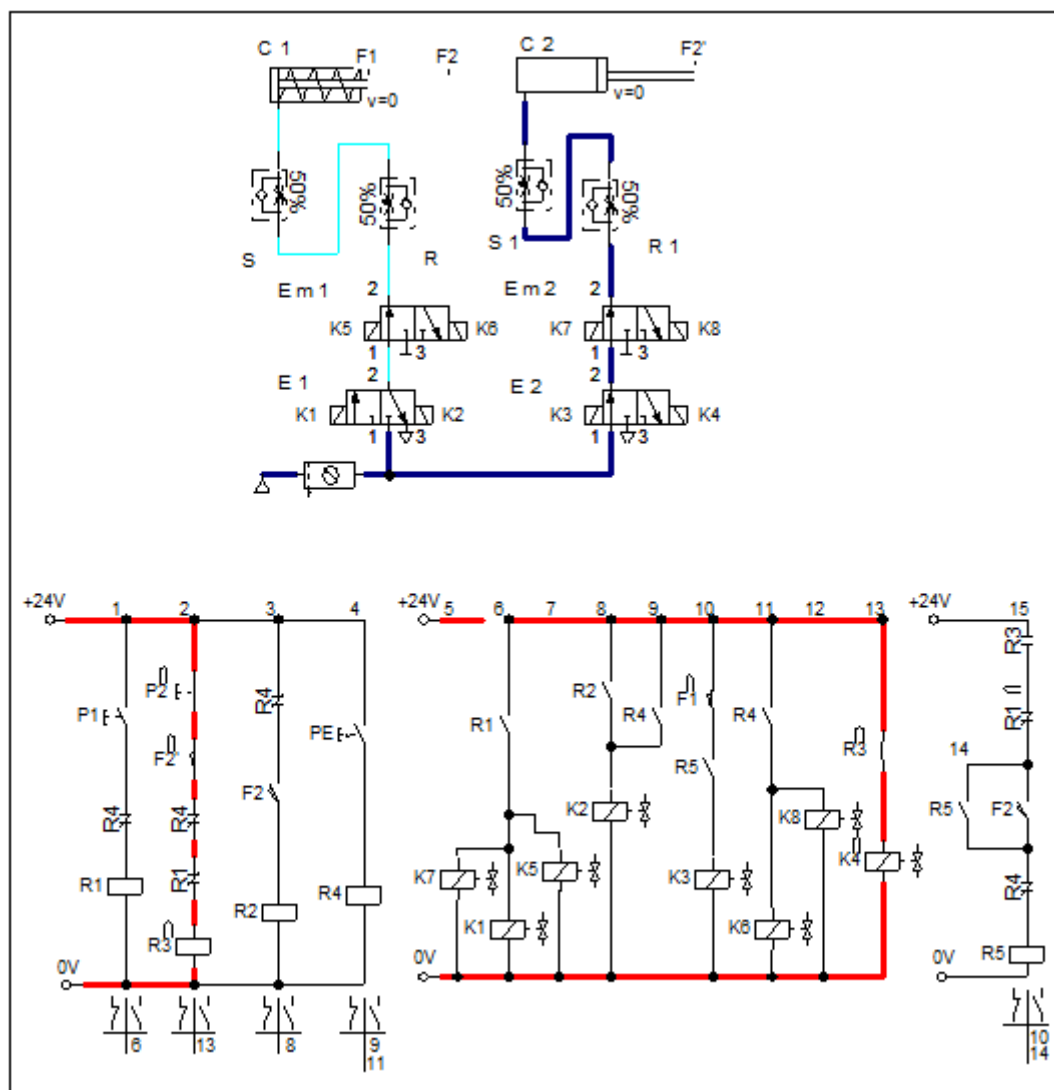 C 1 F1 F2 C 2 F2'
v=0 v=0
50% 50% 50% 50%
S R S 1 R 1
E m 1 2 E m 2 2
K5 K6 K7 K8
1 3 1 3
E 1 2 E 2 2
K1 K2 K3 K4
1 3 1 3
+24V 1 2 3 4 +24V 5 6 7 8 9 10 11 12 13 +24V 15
R3
P2 R4 R2 F1
P1 PE R1 R4 R4 R1
F2' R3 14
F2 R5 R5 F2
R4 R4 K2 K8
R1 R1 R4 K7 K5 K3 K4 R4
R2 K1 K6
R3 R5
0V 0V 0V
6 13 8 9 10
11 14